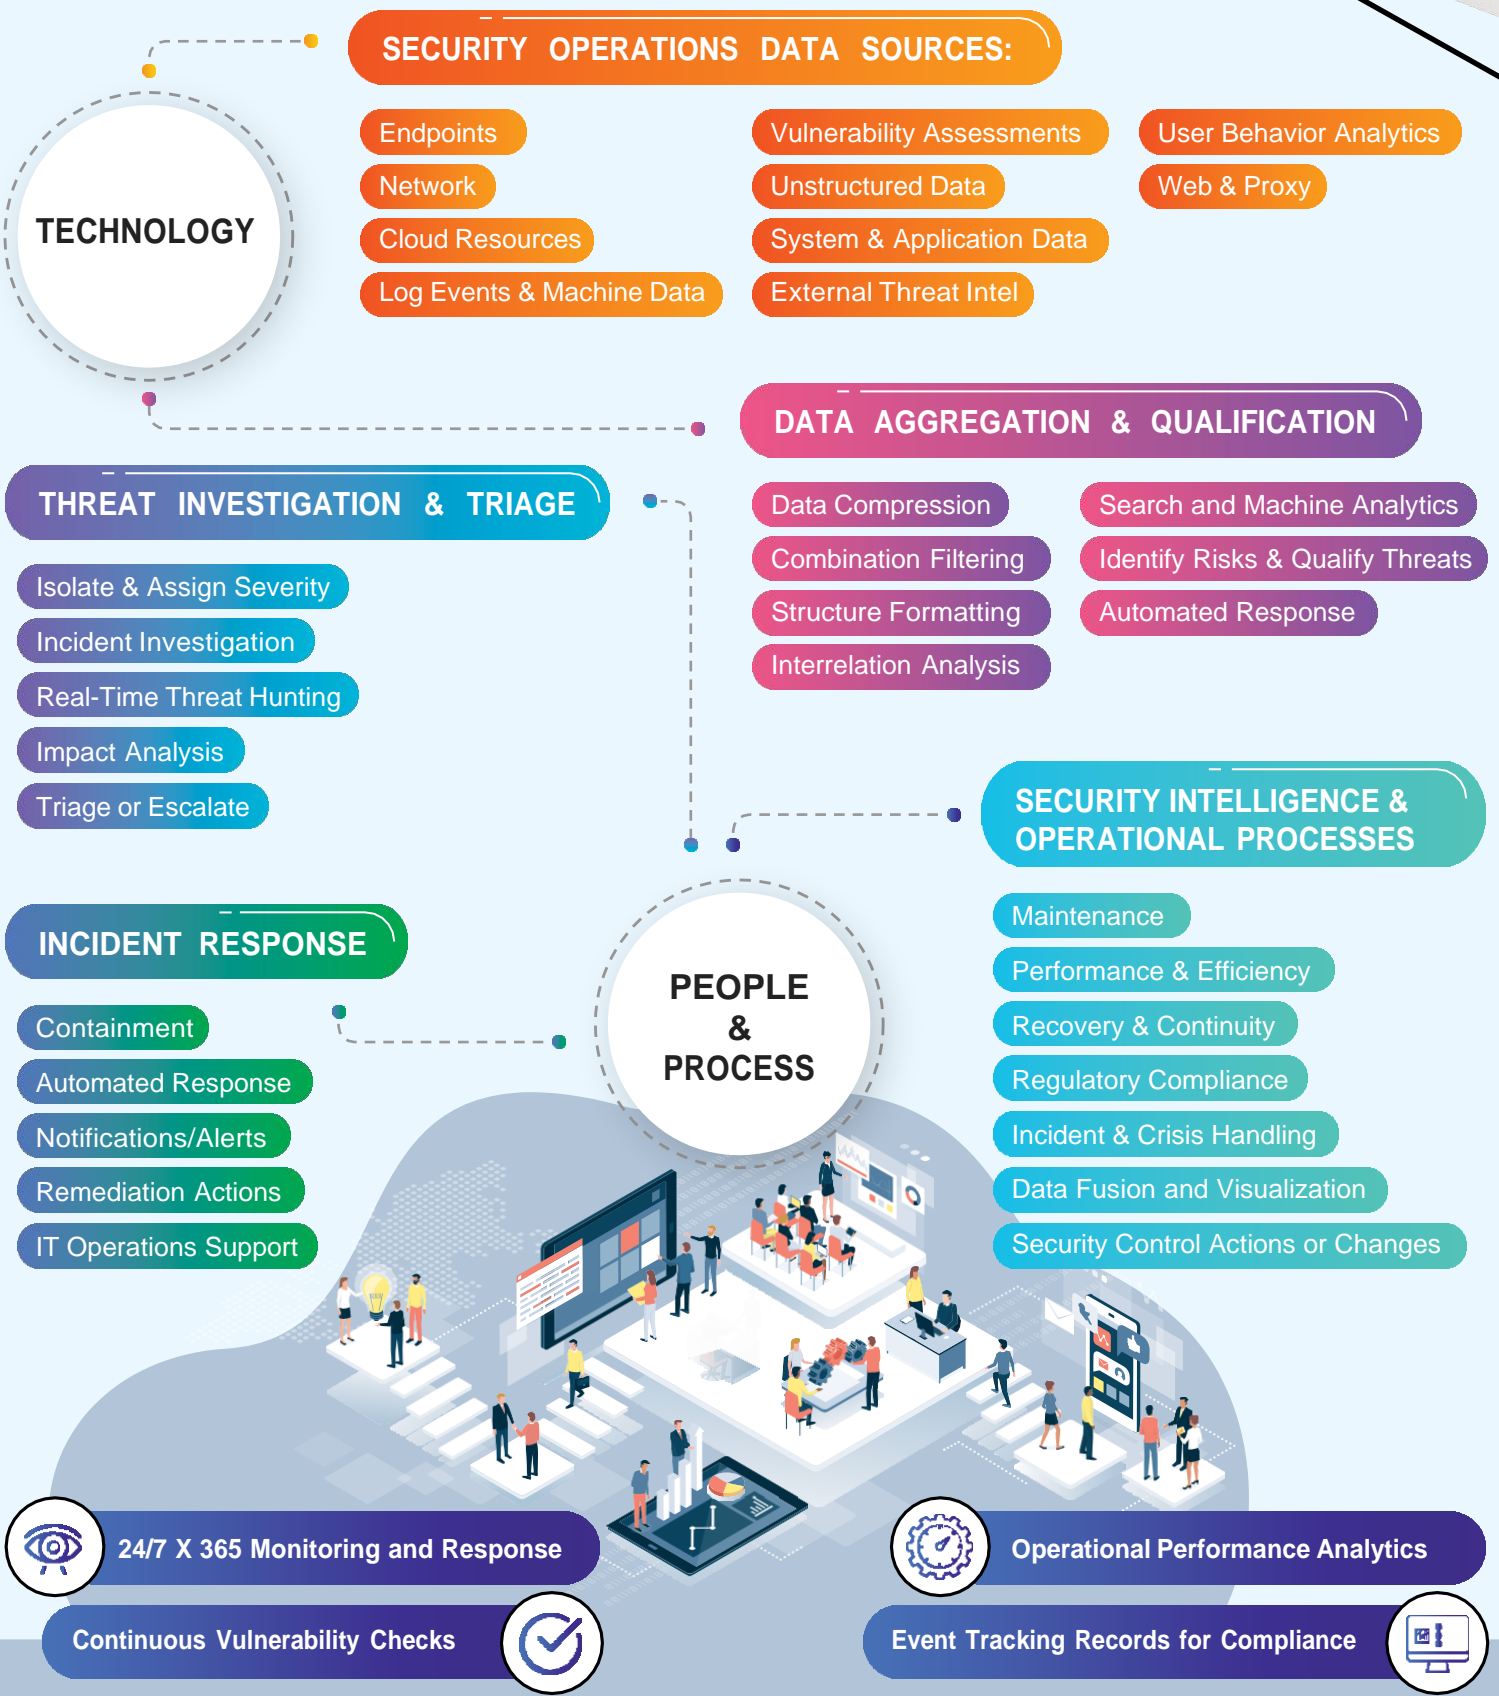 SECURITY OPERATIONS DATA SOURCES:
TECHNOLOGY
Endpoints
Network
Cloud Resources
Log Events & Machine Data
Vulnerability Assessments
Unstructured Data
System & Application Data
External Threat Intel
User Behavior Analytics
Web & Proxy
DATA AGGREGATION & QUALIFICATION
Data Compression
Combination Filtering
Structure Formatting
Interrelation Analysis
Search and Machine Analytics
Identify Risks & Qualify Threats
Automated Response
THREAT INVESTIGATION & TRIAGE
Isolate & Assign Severity
Incident Investigation
Real-Time Threat Hunting
Impact Analysis
Triage or Escalate
PEOPLE
&
PROCESS
SECURITY INTELLIGENCE &
OPERATIONAL PROCESSES
Maintenance
Performance & Efficiency
Recovery & Continuity
Regulatory Compliance
Incident & Crisis Handling
Data Fusion and Visualization
Security Control Actions or Changes
INCIDENT RESPONSE
Containment
Automated Response
Notifications/Alerts
Remediation Actions
IT Operations Support
24/7 X 365 Monitoring and Response
Continuous Vulnerability Checks
Operational Performance Analytics
Event Tracking Records for Compliance